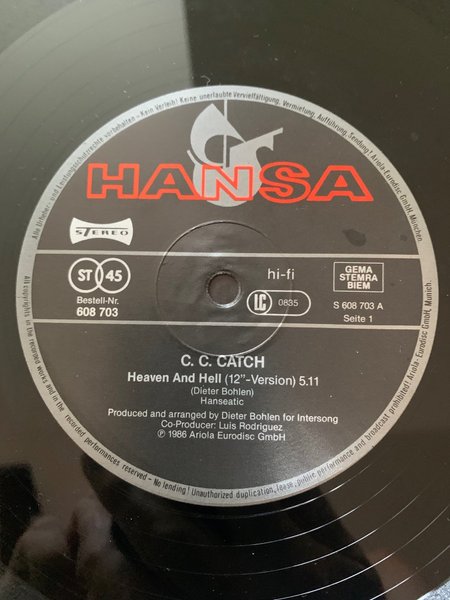 Alle Urheber- und Leistungsschutzrechte vorbehalten - Kein Verleih! Keine unerlaubte Vervielfältigung, Vermietung, Aufführung, Sendung! Ariola-Eurodisc GmbH, München.
HANSA
STEREO
ST 45
Bestell-Nr.
608 703
hi-fi
LC 0835
GEMA
STEMRA
BIEM
S 608 703 A
Seite 1
C. C. CATCH
Heaven And Hell (12"-Version) 5.11
(Dieter Bohlen)
Hanseatic
Produced and arranged by Dieter Bohlen for Intersong
Co-Producer: Luis Rodriguez
℗ 1986 Ariola Eurodisc GmbH
All copyrights in the recorded works and in the recorded performances reserved - No lending! Unauthorized duplication, lease, public performance and broadcast prohibited! Ariola-Eurodisc GmbH, Munich.